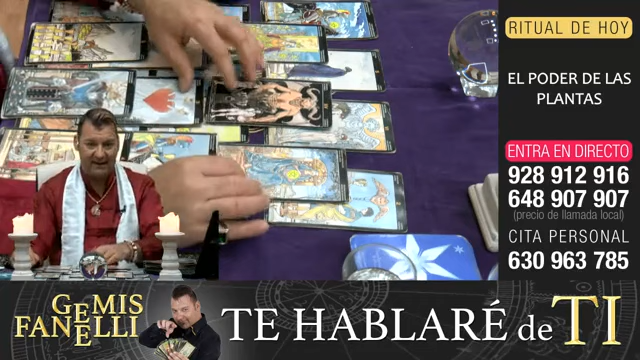 RITUAL DE HOY
EL PODER DE LAS
PLANTAS
ENTRA EN DIRECTO
928 912 916
648 907 907
(precio de llamada local)
CITA PERSONAL
630 963 785
GEMIS
FANELLI
TE HABLARÉ de TI